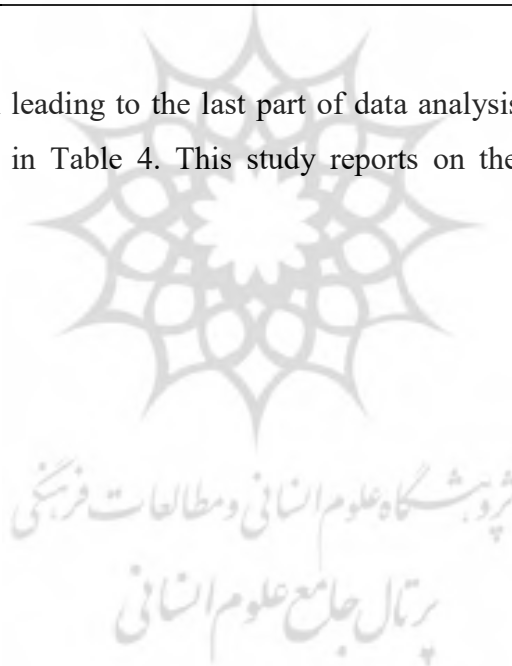 leading to the last part of data analysis
in Table 4. This study reports on the
پژوهشگاه علوم انسانی و مطالعات فرهنگی
پرتال جامع علوم انسانی